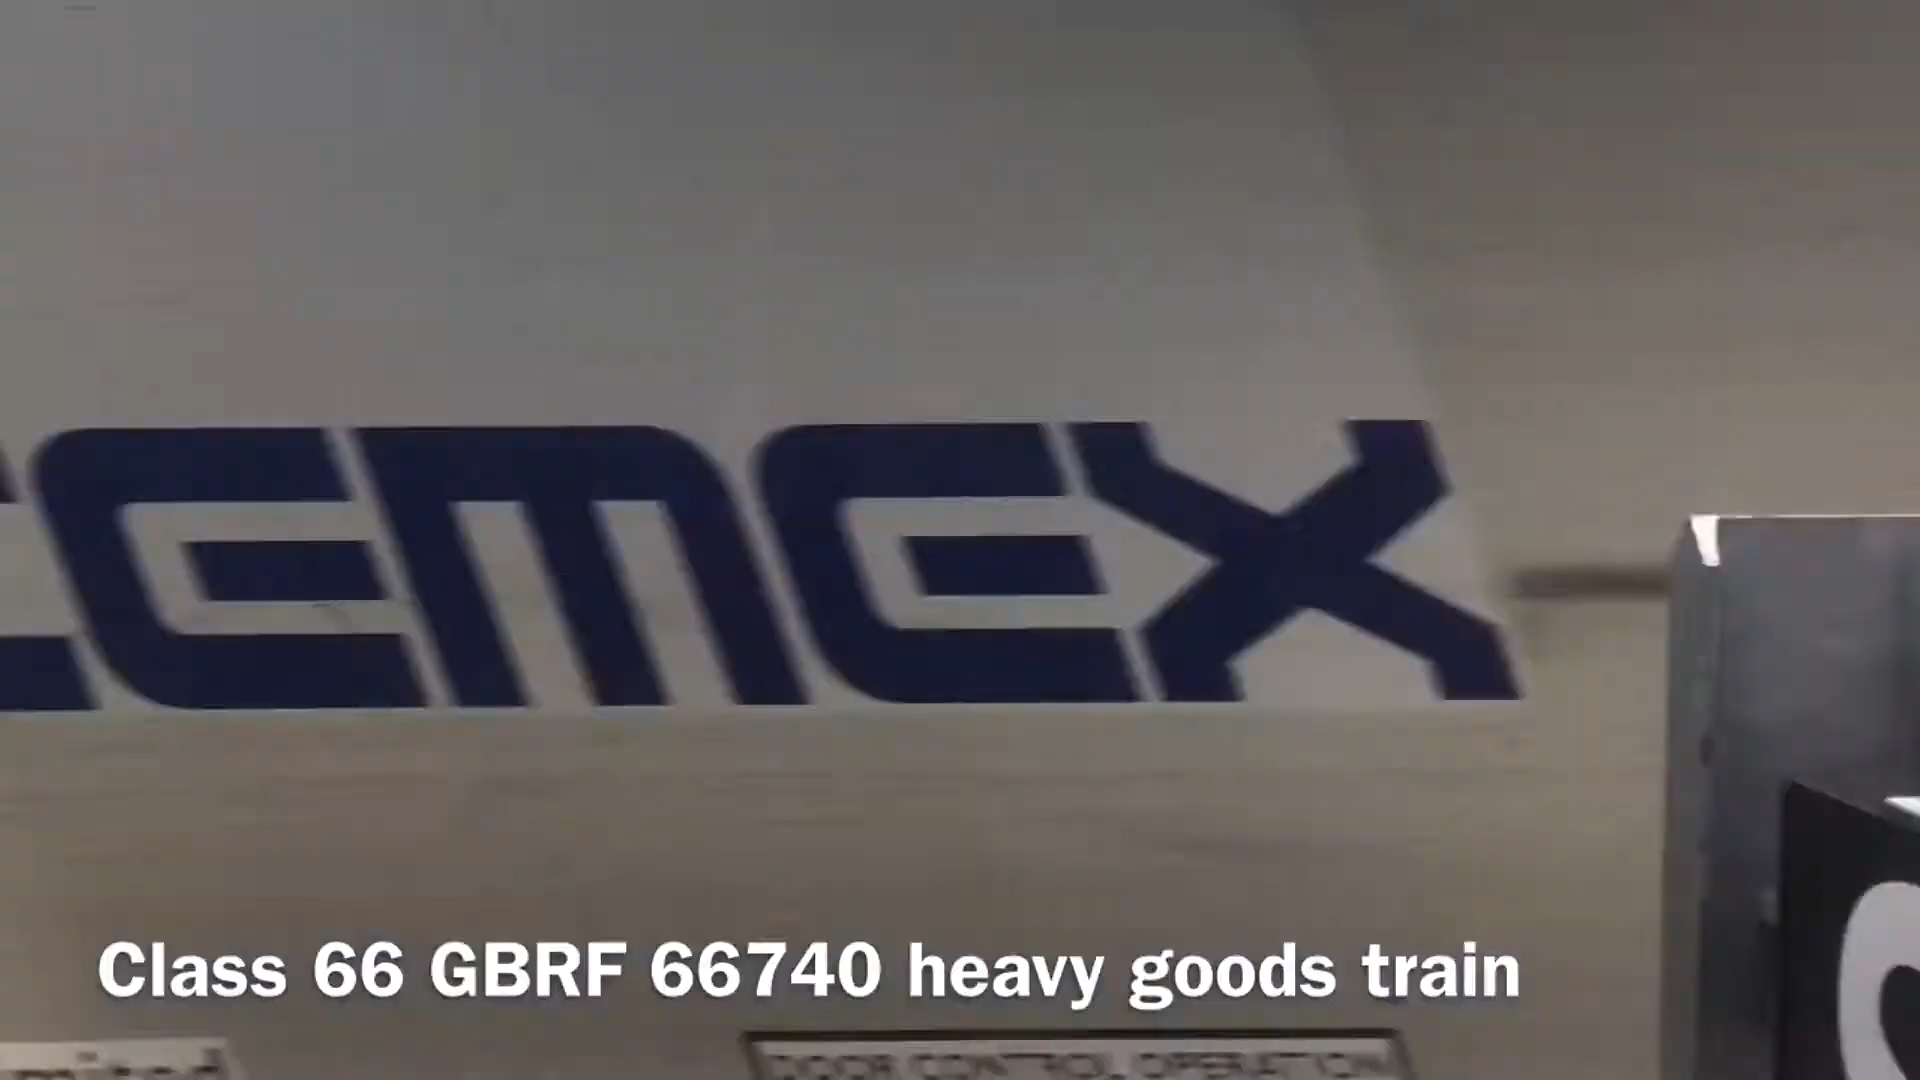 CEMEX
Class 66 GBRF 66740 heavy goods train
DOOR CONTROL OPERATION